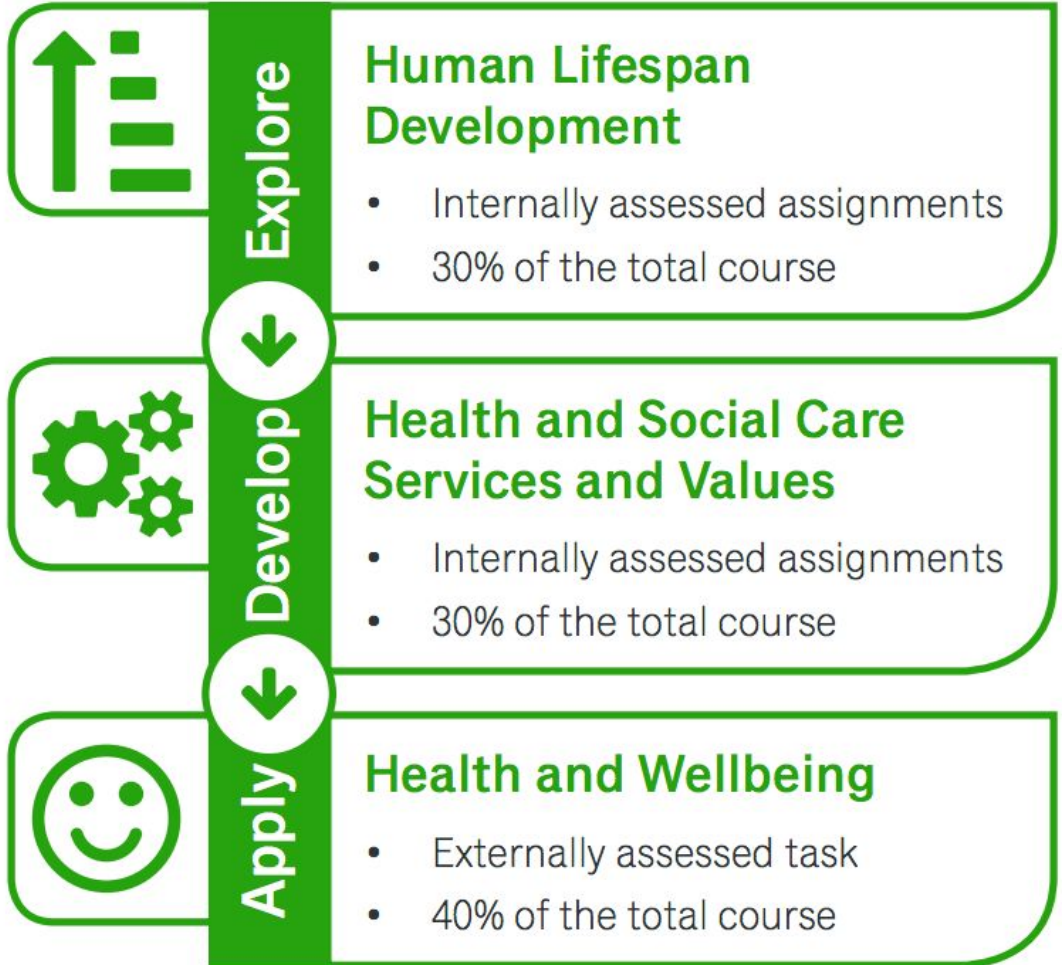 Explore
Human Lifespan
Development
• Internally assessed assignments
• 30% of the total course
Develop
Health and Social Care
Services and Values
• Internally assessed assignments
• 30% of the total course
Apply
Health and Wellbeing
• Externally assessed task
• 40% of the total course